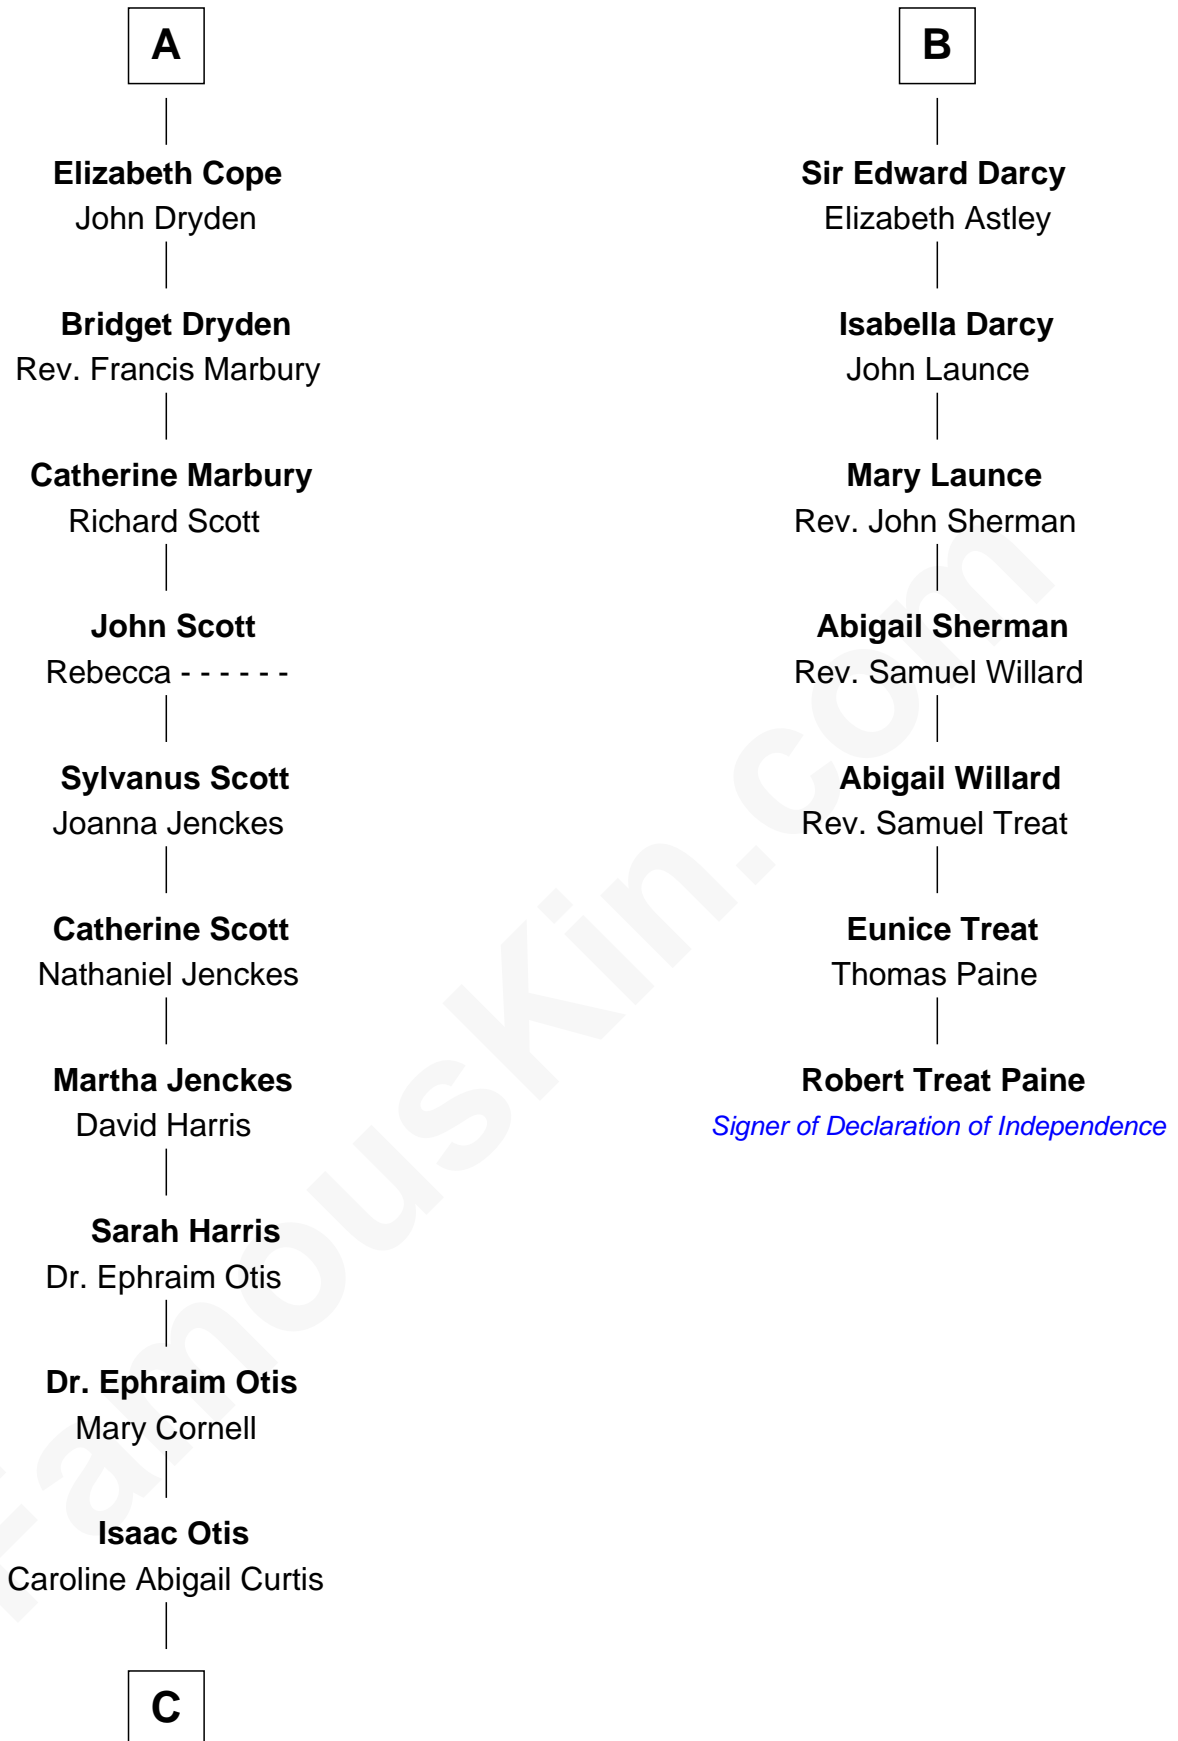 A
Elizabeth Cope
John Dryden
Bridget Dryden
Rev. Francis Marbury
Catherine Marbury
Richard Scott
John Scott
Rebecca - - - - - -
Sylvanus Scott
Joanna Jenckes
Catherine Scott
Nathaniel Jenckes
Martha Jenckes
David Harris
Sarah Harris
Dr. Ephraim Otis
Dr. Ephraim Otis
Mary Cornell
Isaac Otis
Caroline Abigail Curtis
C
B
Sir Edward Darcy
Elizabeth Astley
Isabella Darcy
John Launce
Mary Launce
Rev. John Sherman
Abigail Sherman
Rev. Samuel Willard
Abigail Willard
Rev. Samuel Treat
Eunice Treat
Thomas Paine
Robert Treat Paine
Signer of Declaration of Independence
FamousKin.com